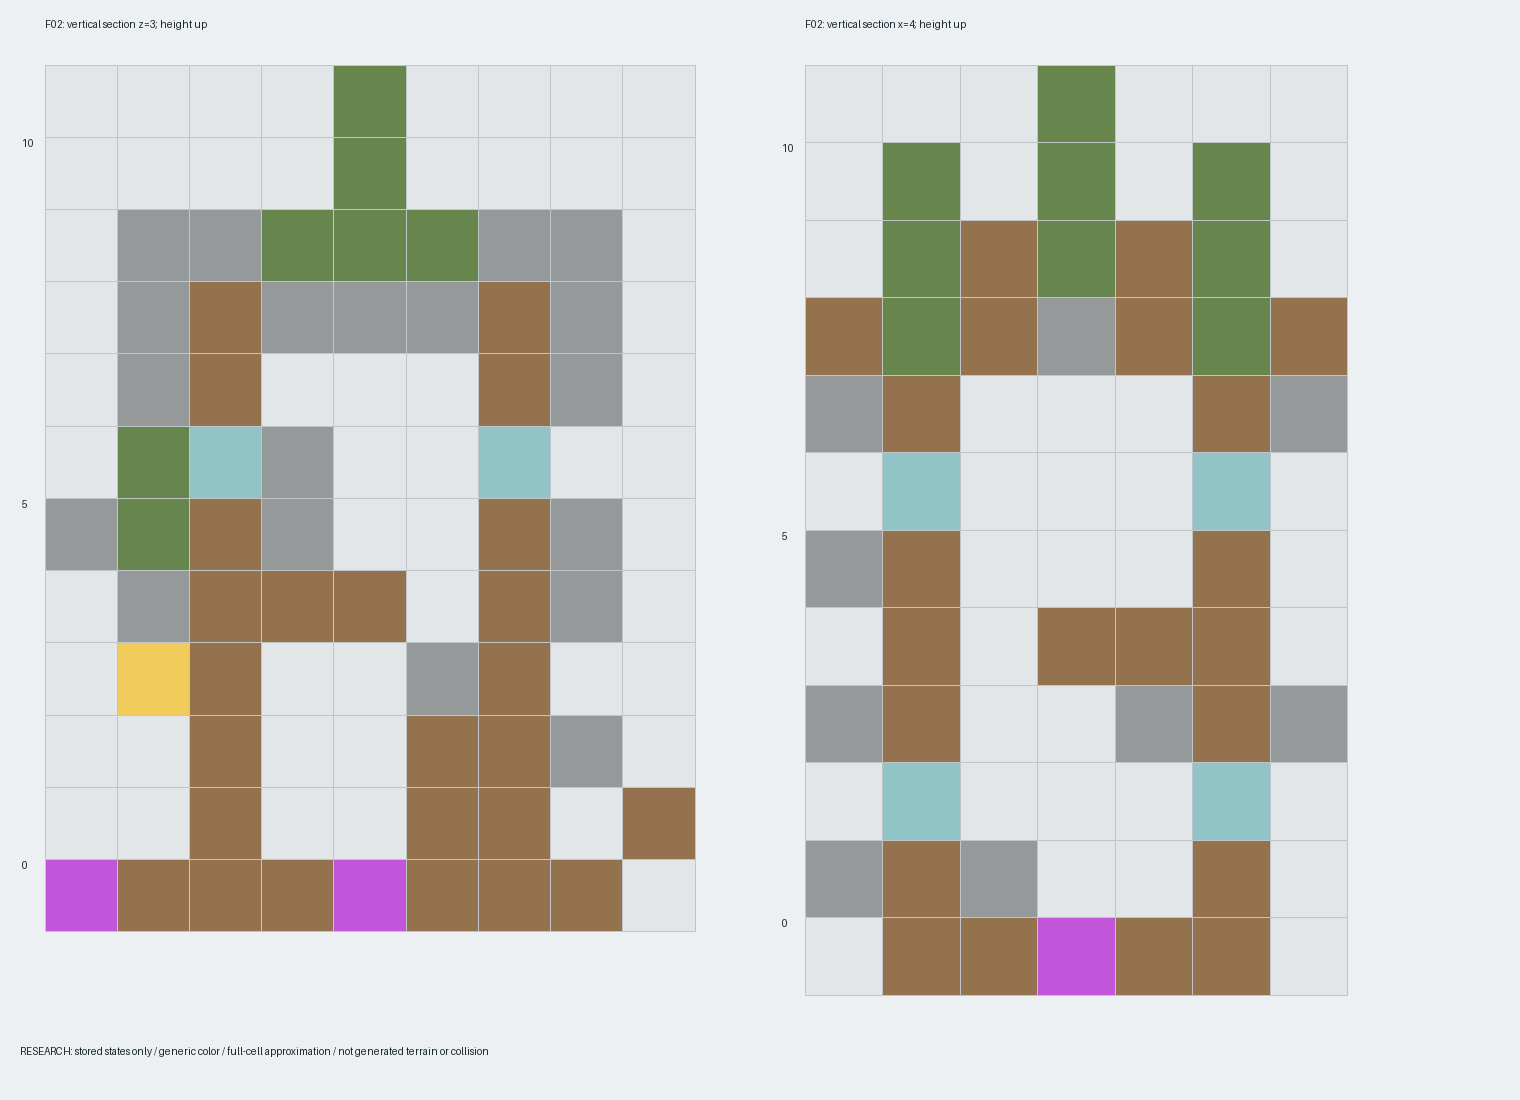 F02: vertical section z=3; height up
F02: vertical section x=4; height up
10
10
5
5
0
0
RESEARCH: stored states only / generic color / full-cell approximation / not generated terrain or collision